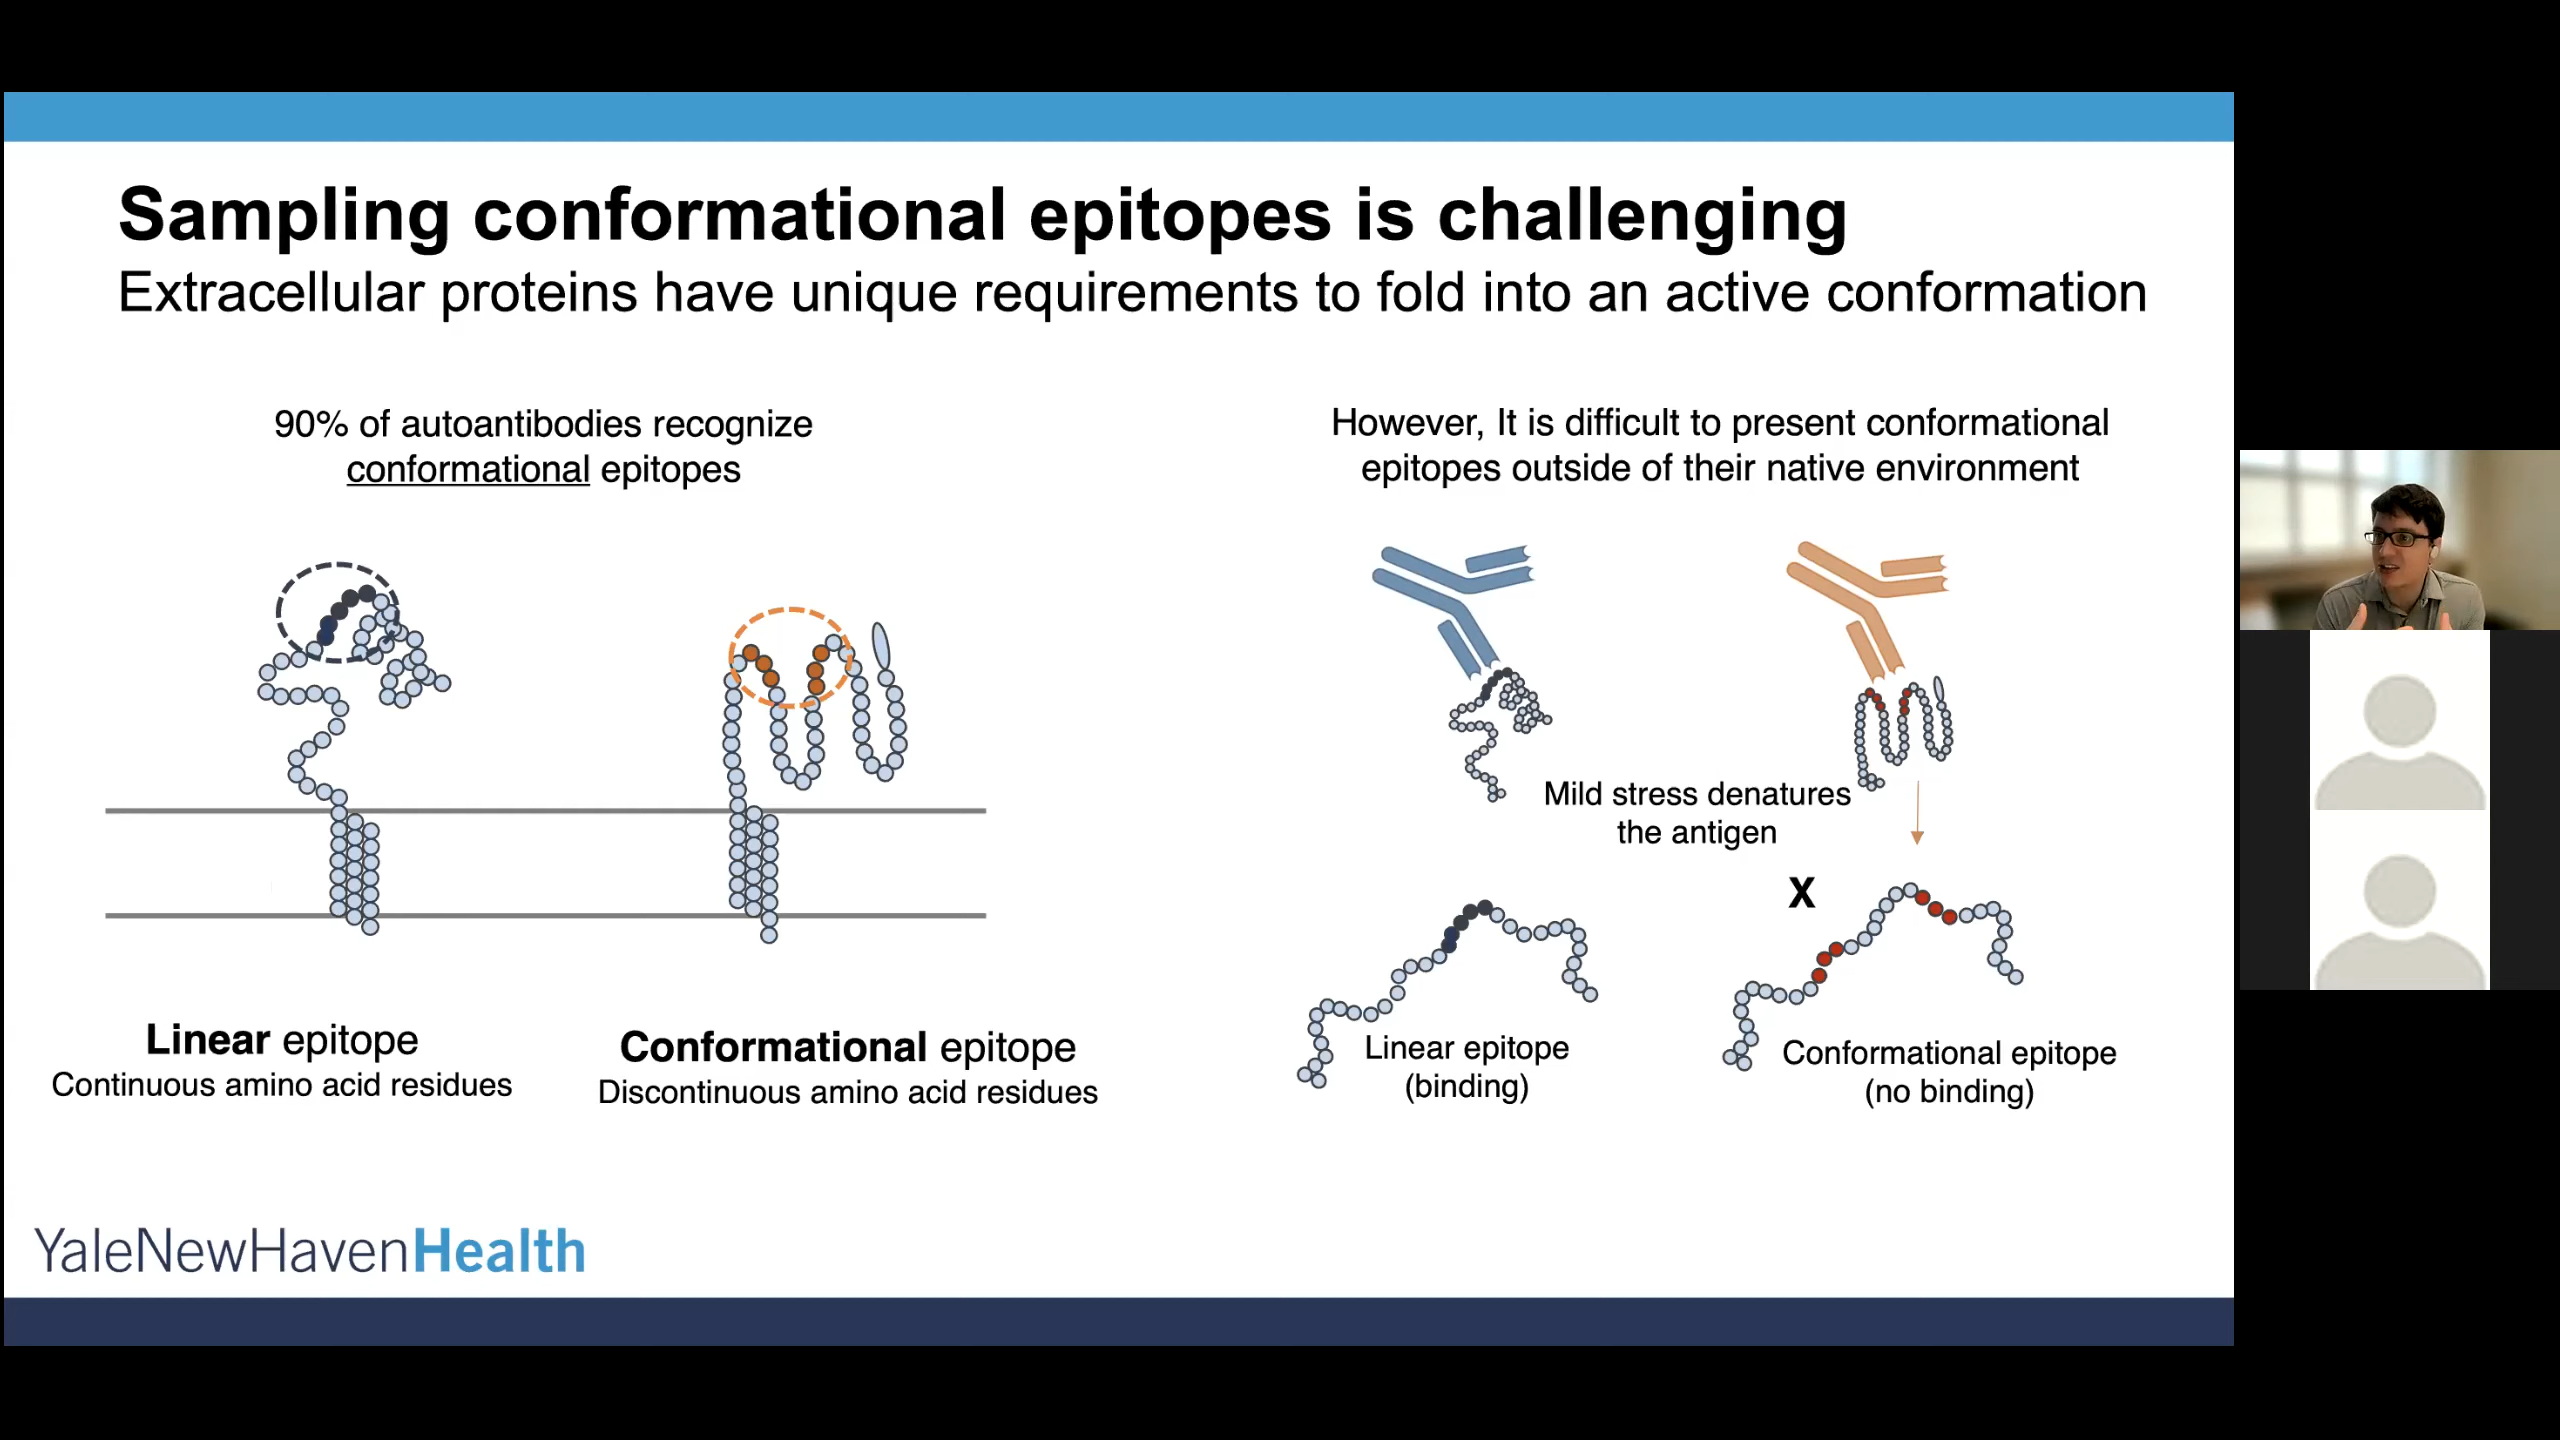 Sampling conformational epitopes is challenging
Extracellular proteins have unique requirements to fold into an active conformation
90% of autoantibodies recognize
conformational epitopes
Linear epitope
Continuous amino acid residues
Conformational epitope
Discontinuous amino acid residues
However, It is difficult to present conformational
epitopes outside of their native environment
Mild stress denatures
the antigen
X
Linear epitope
(binding)
Conformational epitope
(no binding)
YaleNewHavenHealth